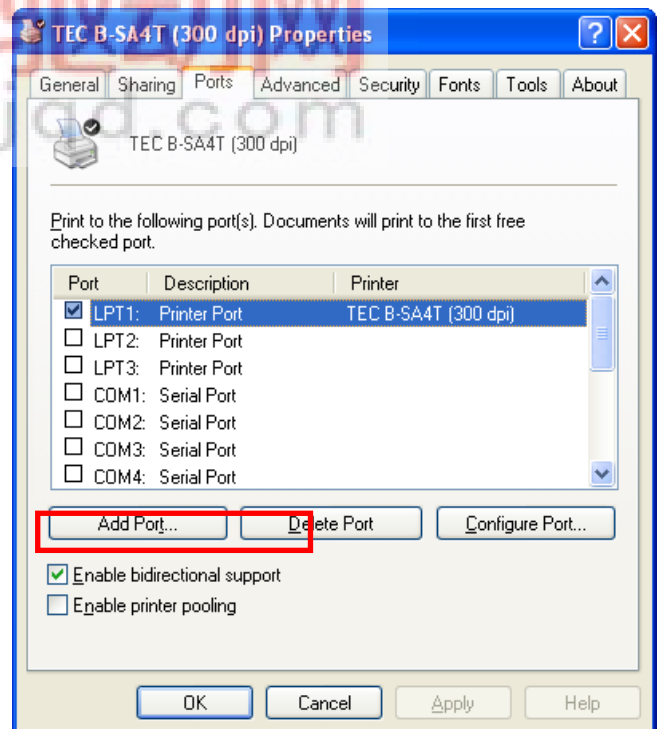 TEC B-SA4T (300 dpi) Properties
General Sharing Ports Advanced Security Fonts Tools About
jqd.com
TEC B-SA4T (300 dpi)
Print to the following port(s). Documents will print to the first free
checked port.
Port Description Printer
LPT1: Printer Port TEC B-SA4T (300 dpi)
LPT2: Printer Port
LPT3: Printer Port
COM1: Serial Port
COM2: Serial Port
COM3: Serial Port
COM4: Serial Port
Add Port... Delete Port Configure Port...
Enable bidirectional support
Enable printer pooling
OK Cancel Apply Help